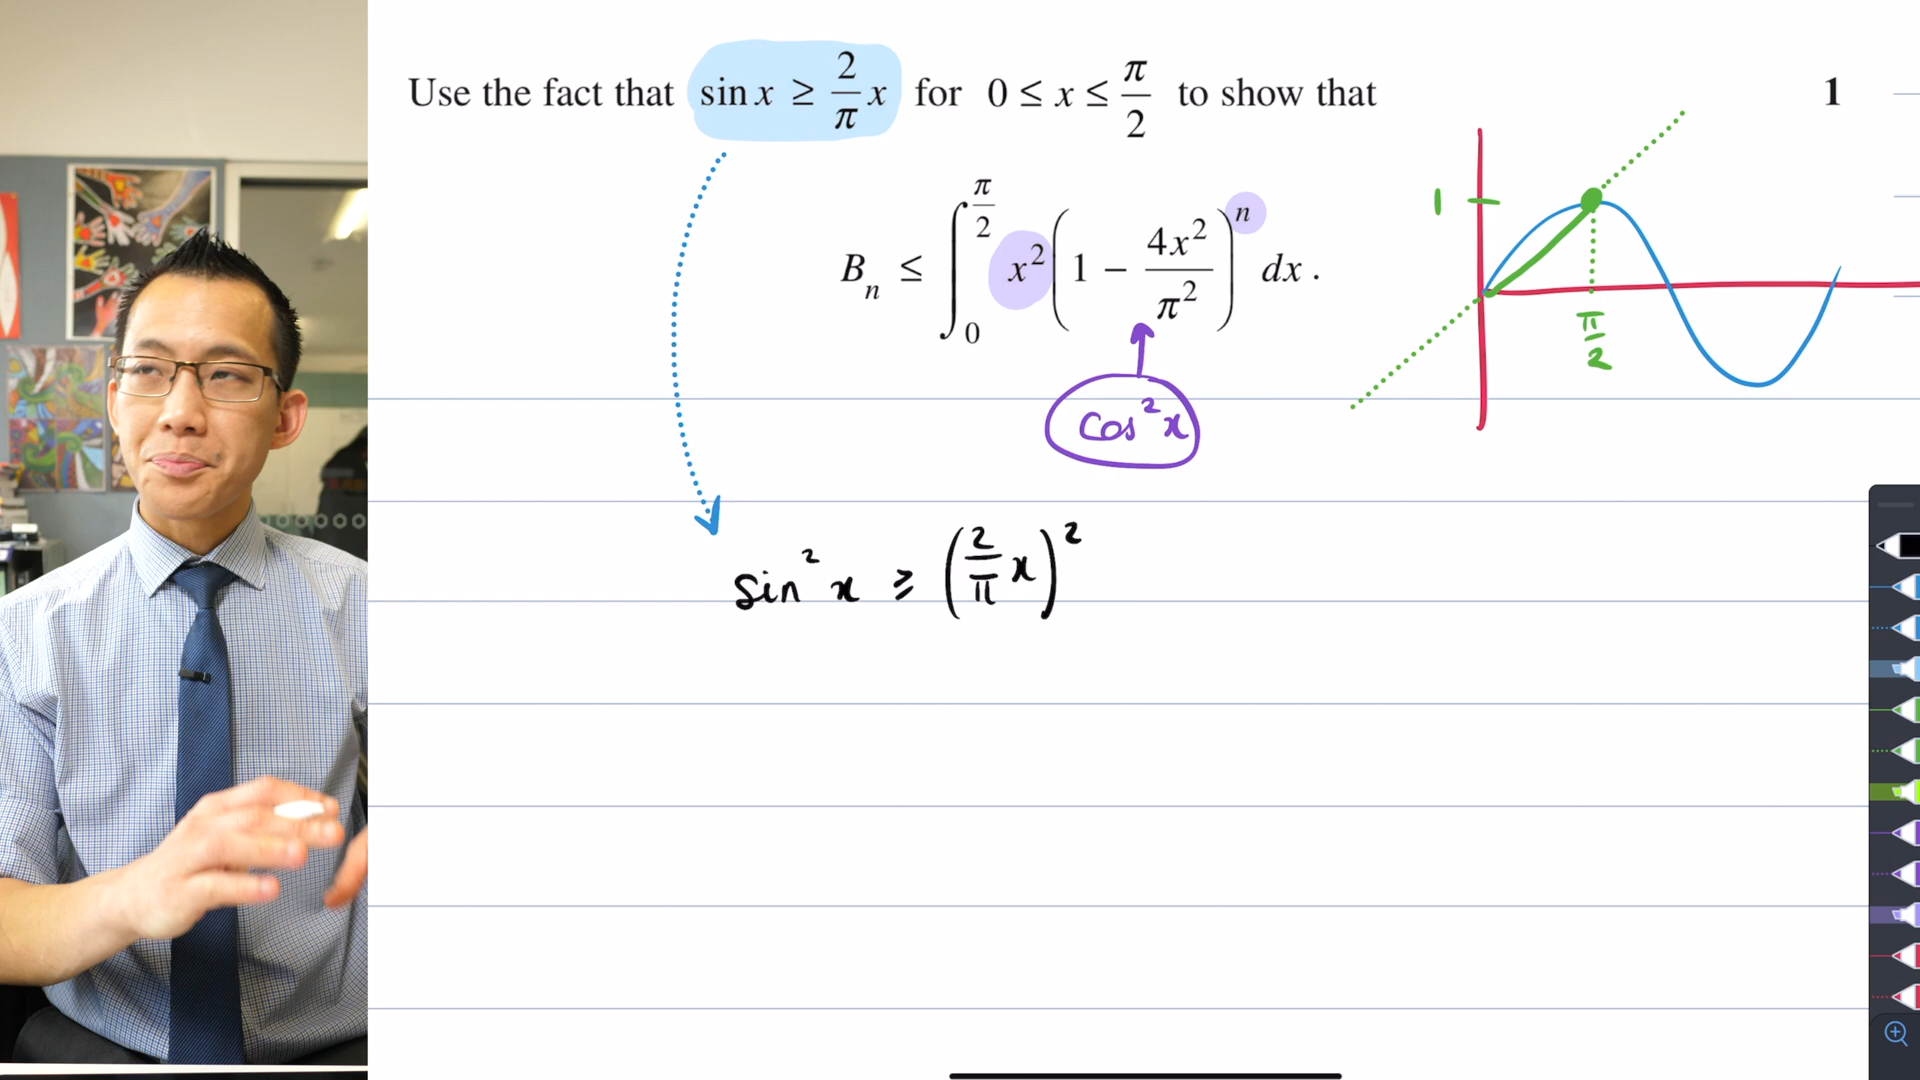 Use the fact that sin x ≥ 2/π x for 0 ≤ x ≤ π/2 to show that 1
B_n ≤ ∫_0^{π/2} x^2 (1 − 4x^2/π^2)^n dx .
1
π/2
cos^2 x
sin^2 x ≥ (2/π x)^2